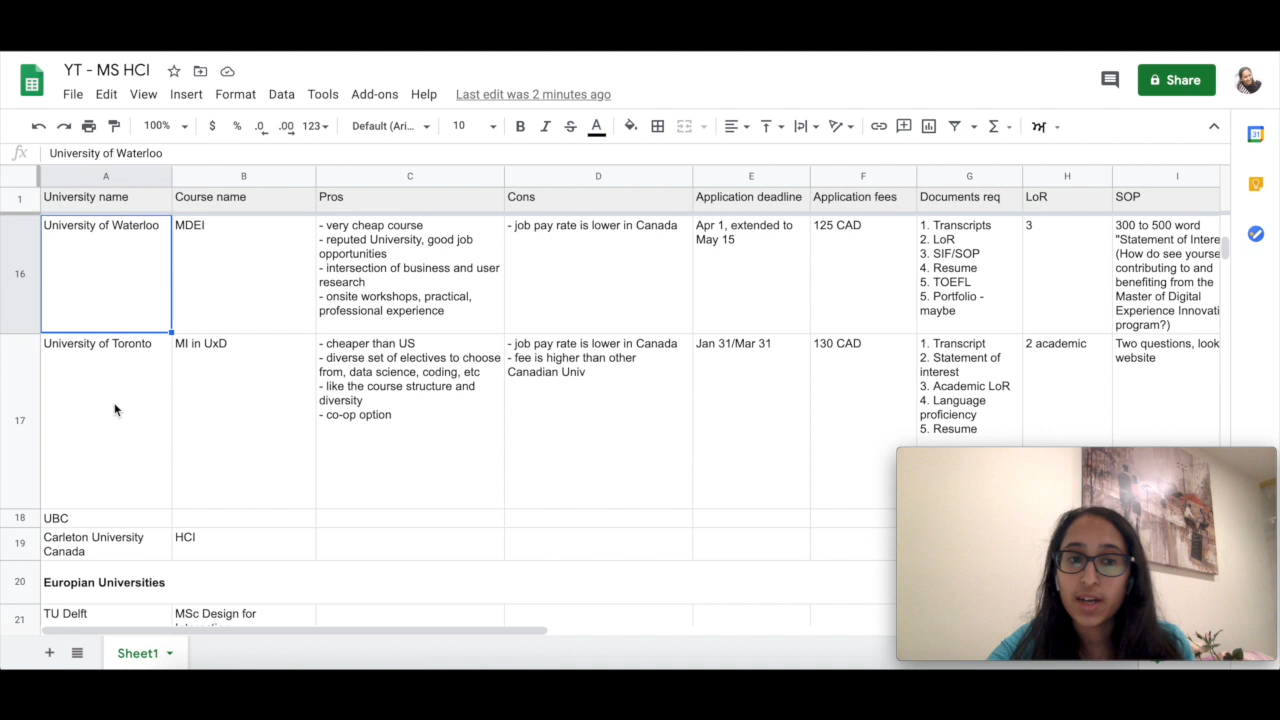 YT - MS HCI
Share
File Edit View Insert Format Data Tools Add-ons Help Last edit was 2 minutes ago
100% $ % .0 .00 123 Default (Ari... 10 B I S A
fx University of Waterloo
A B C D E F G H I
1 University name Course name Pros Cons Application deadline Application fees Documents req LoR SOP
16
University of Waterloo
MDEI
- very cheap course
- reputed University, good job
opportunities
- intersection of business and user
research
- onsite workshops, practical,
professional experience
- job pay rate is lower in Canada
Apr 1, extended to
May 15
125 CAD
1. Transcripts
2. LoR
3. SIF/SOP
4. Resume
5. TOEFL
5. Portfolio -
maybe
3
300 to 500 word
"Statement of Intere
(How do see yourse
contributing to and
benefiting from the
Master of Digital
Experience Innovati
program?)
17
University of Toronto
MI in UxD
- cheaper than US
- diverse set of electives to choose
from, data science, coding, etc
- like the course structure and
diversity
- co-op option
- job pay rate is lower in Canada
- fee is higher than other
Canadian Univ
Jan 31/Mar 31
130 CAD
1. Transcript
2. Statement of
interest
3. Academic LoR
4. Language
proficiency
5. Resume
2 academic
Two questions, look
website
18 UBC
19
Carleton University
Canada
HCI
20 Europian Universities
21
TU Delft
MSc Design for
Sheet1
31